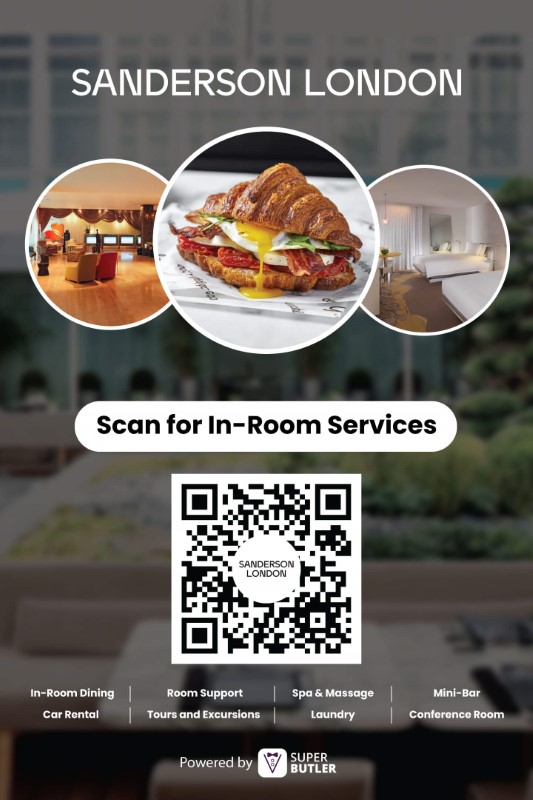 SANDERSON LONDON
Scan for In-Room Services
SANDERSON
LONDON
In-Room Dining
Room Support
Spa & Massage
Mini-Bar
Car Rental
Tours and Excursions
Laundry
Conference Room
Powered by SUPER BUTLER